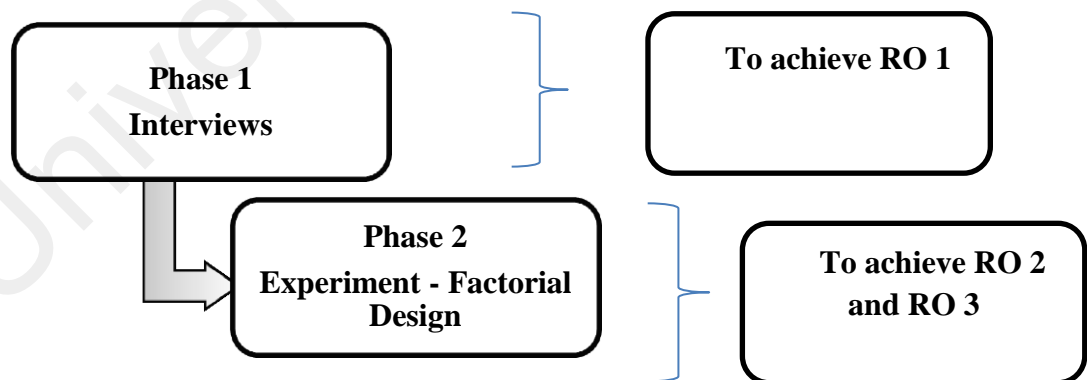 Phase 1
Interviews
To achieve RO 1
Phase 2
Experiment - Factorial
Design
To achieve RO 2
and RO 3
Univer